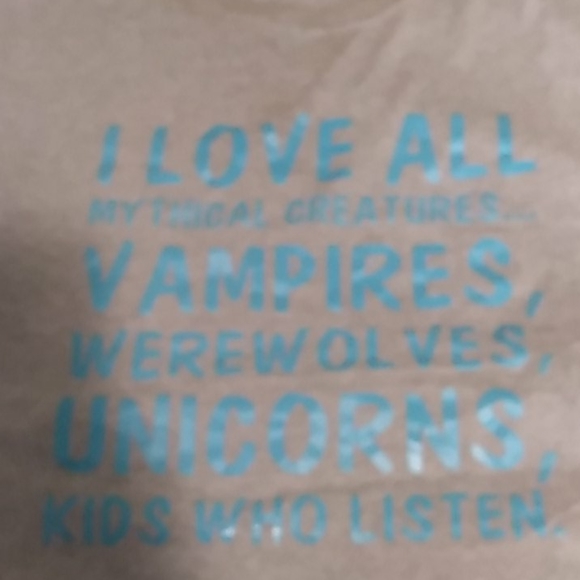 I LOVE ALL
MYTHICAL CREATURES...
VAMPIRES,
WEREWOLVES,
UNICORNS,
KIDS WHO LISTEN.